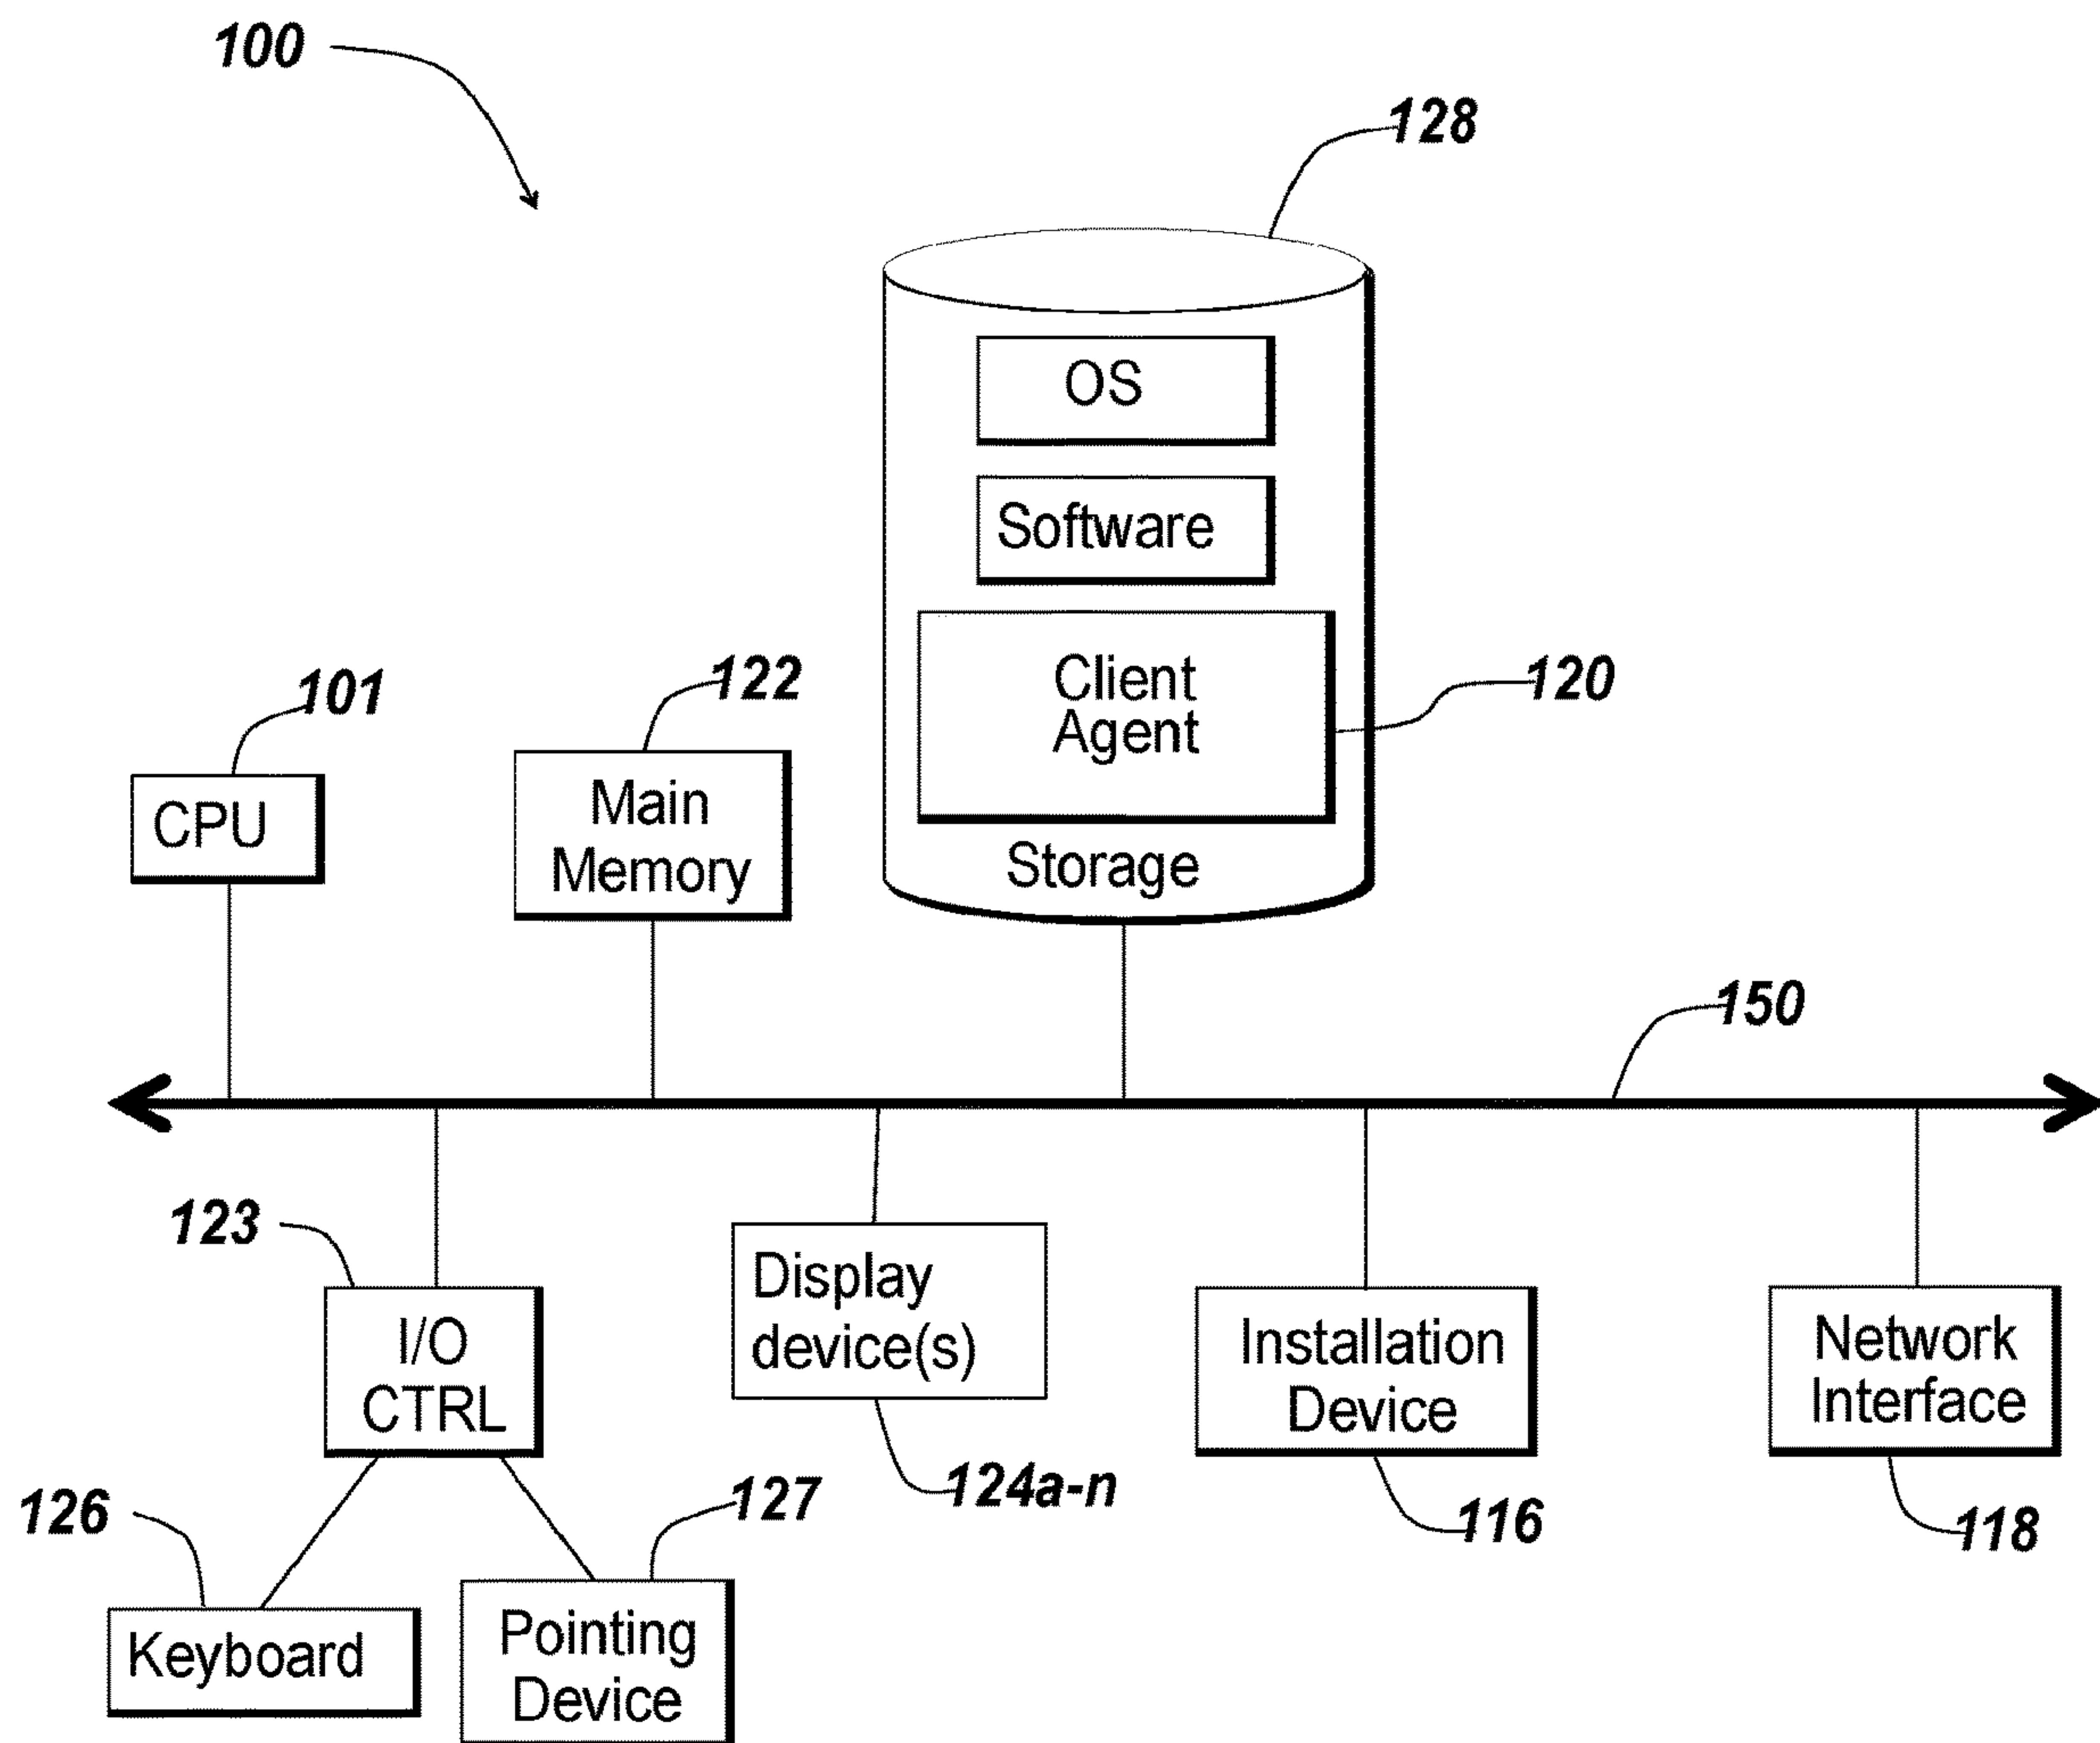 100
128
OS
Software
Client
Agent
120
Storage
101
CPU
122
Main
Memory
150
123
I/O
CTRL
Display
device(s)
124a-n
Installation
Device
116
Network
Interface
118
126
Keyboard
127
Pointing
Device